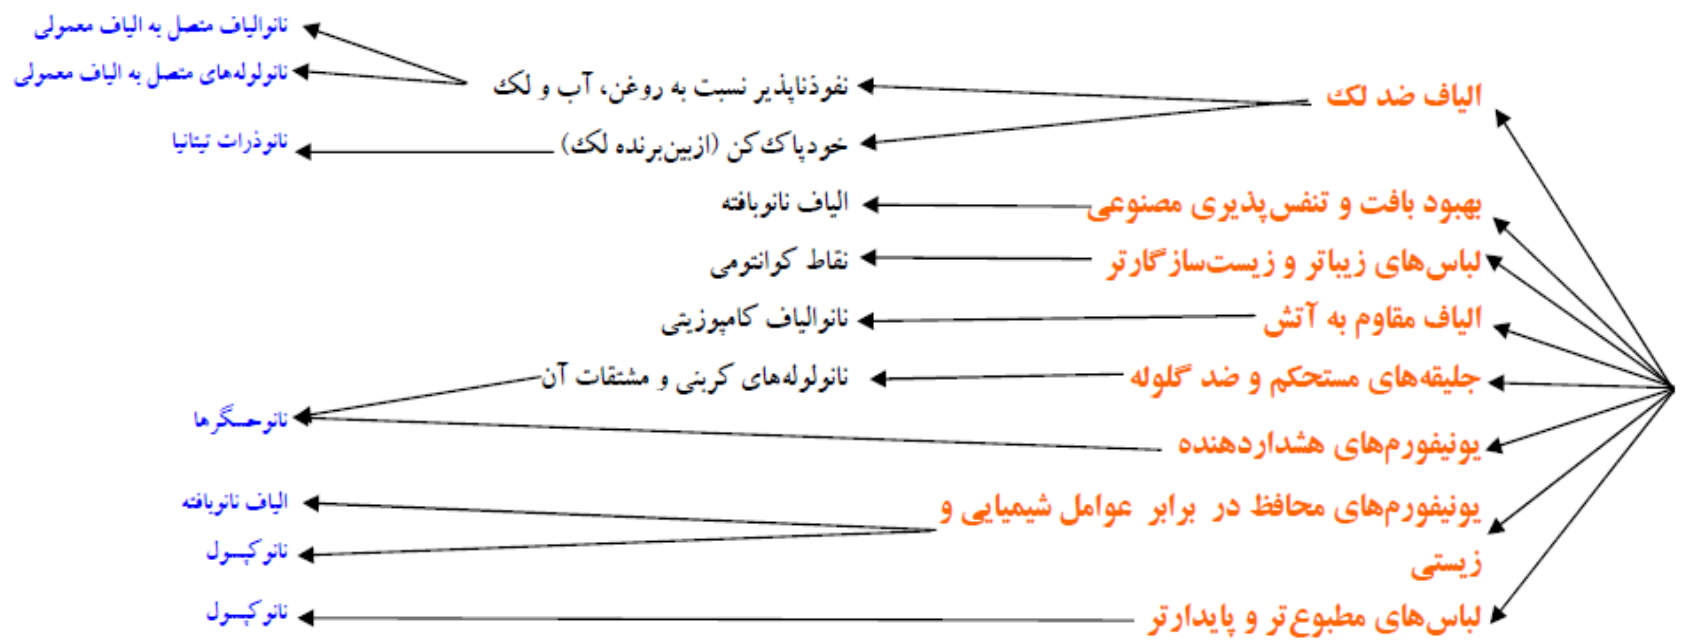 الیاف ضد لک
نفوذناپذیر نسبت به روغن، آب و لک
نانوالیاف متصل به الیاف معمولی
نانولوله‌های متصل به الیاف معمولی
خودپاک‌کن (ازبین‌برنده لک)
نانوذرات تیتانیا
بهبود بافت و تنفس‌پذیری مصنوعی
الیاف نانوبافته
لباس‌های زیباتر و زیست‌سازگارتر
نقاط کوانتومی
الیاف مقاوم به آتش
نانوالیاف کامپوزیتی
جلیقه‌های مستحکم و ضد گلوله
نانولوله‌های کربنی و مشتقات آن
نانوحسگرها
یونیفورم‌های هشداردهنده
یونیفورم‌های محافظ در برابر عوامل شیمیایی و
زیستی
الیاف نانوبافته
نانوکپسول
لباس‌های مطبوع‌تر و پایدارتر
نانوکپسول